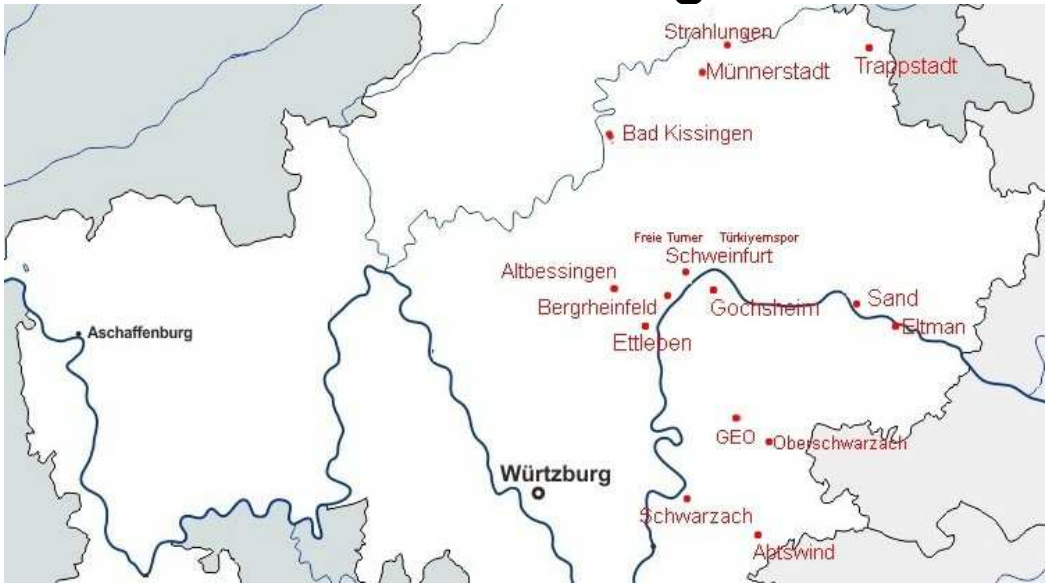 Strahlungen
Trappstadt
Münnerstadt
Bad Kissingen
Freie Turner Türkiyemspor
Schweinfurt
Altbessingen
Bergrheinfeld
Gochsheim
Sand
Eltman
Ettleben
Aschaffenburg
GEO
Oberschwarzach
Würtzburg
Schwarzach
Abtswind